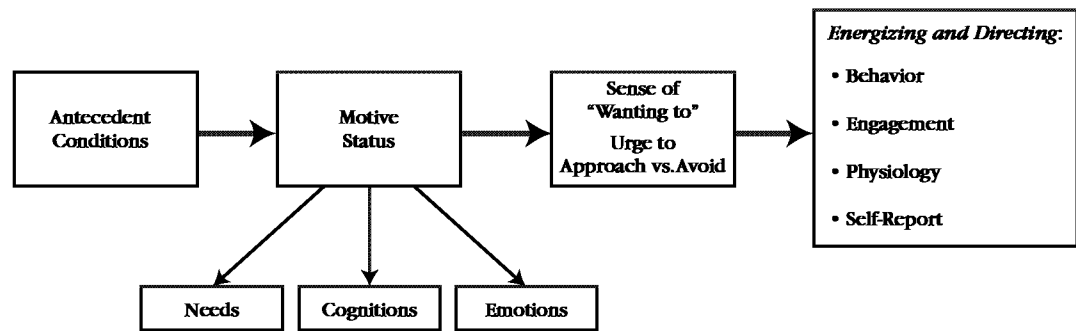 Antecedent
Conditions
Motive
Status
Sense of
“Wanting to”
Urge to
Approach vs. Avoid
Energizing and Directing:
• Behavior
• Engagement
• Physiology
• Self-Report
Needs
Cognitions
Emotions